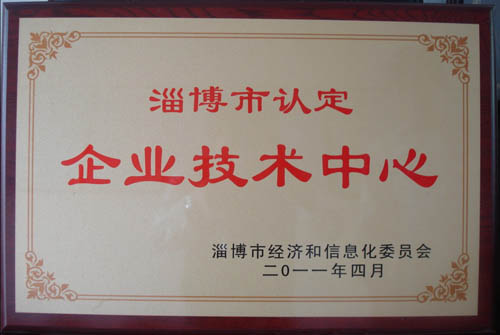 淄博市认定
企业技术中心
淄博市经济和信息化委员会
二0一一年四月